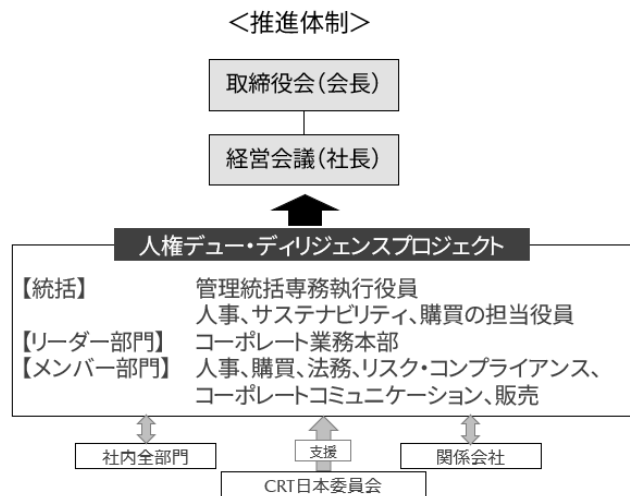 ＜推進体制＞
取締役会（会長）
経営会議（社長）
人権デュー・ディリジェンスプロジェクト
【統括】 管理統括専務執行役員
人事、サステナビリティ、購買の担当役員
【リーダー部門】 コーポレート業務本部
【メンバー部門】 人事、購買、法務、リスク・コンプライアンス、
コーポレートコミュニケーション、販売
社内全部門 支援 関係会社
CRT日本委員会